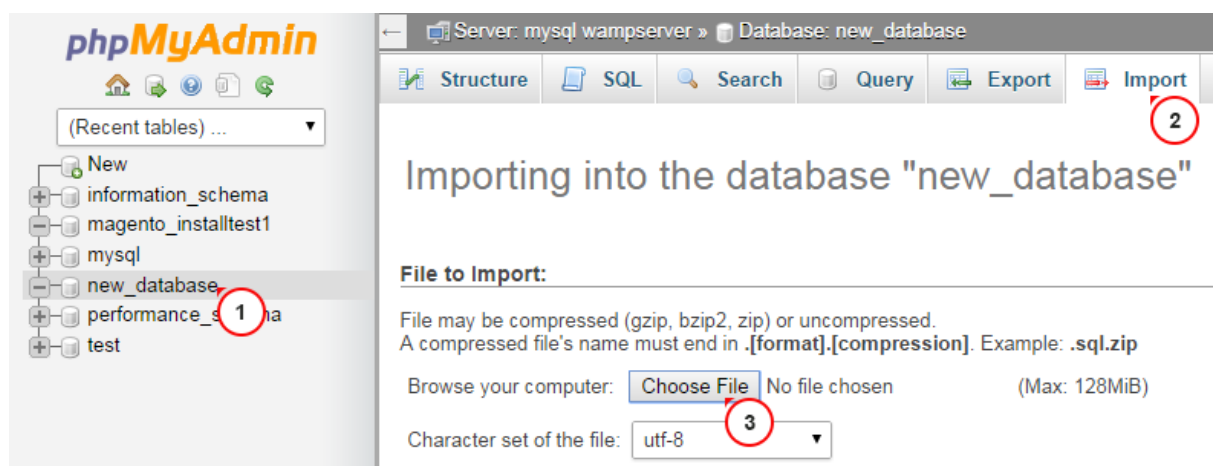 phpMyAdmin
(Recent tables) ...
New
information_schema
magento_installtest1
mysql
new_database
1
test
Server: mysql wampserver » Database: new_database
Structure SQL Search Query Export Import
2
Importing into the database "new_database"
File to Import:
File may be compressed (gzip, bzip2, zip) or uncompressed.
A compressed file's name must end in .[format].[compression]. Example: .sql.zip
Browse your computer: Choose File No file chosen (Max: 128MiB)
3
Character set of the file: utf-8